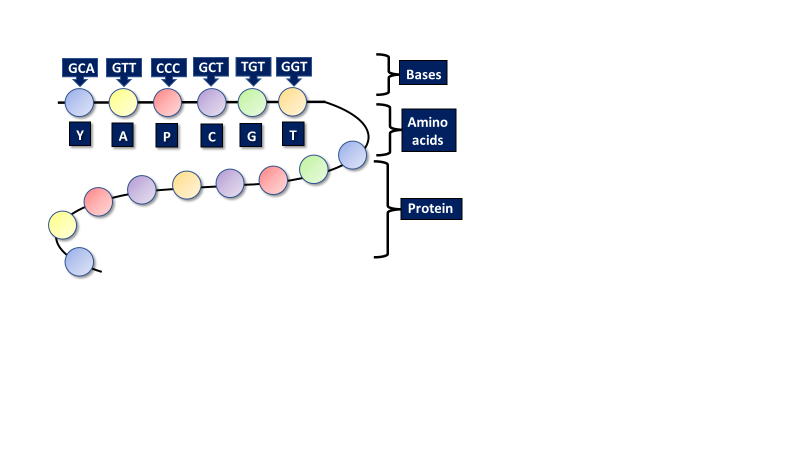 GCA GTT CCC GCT TGT GGT
Bases
Y A P C G T
Amino
acids
Protein